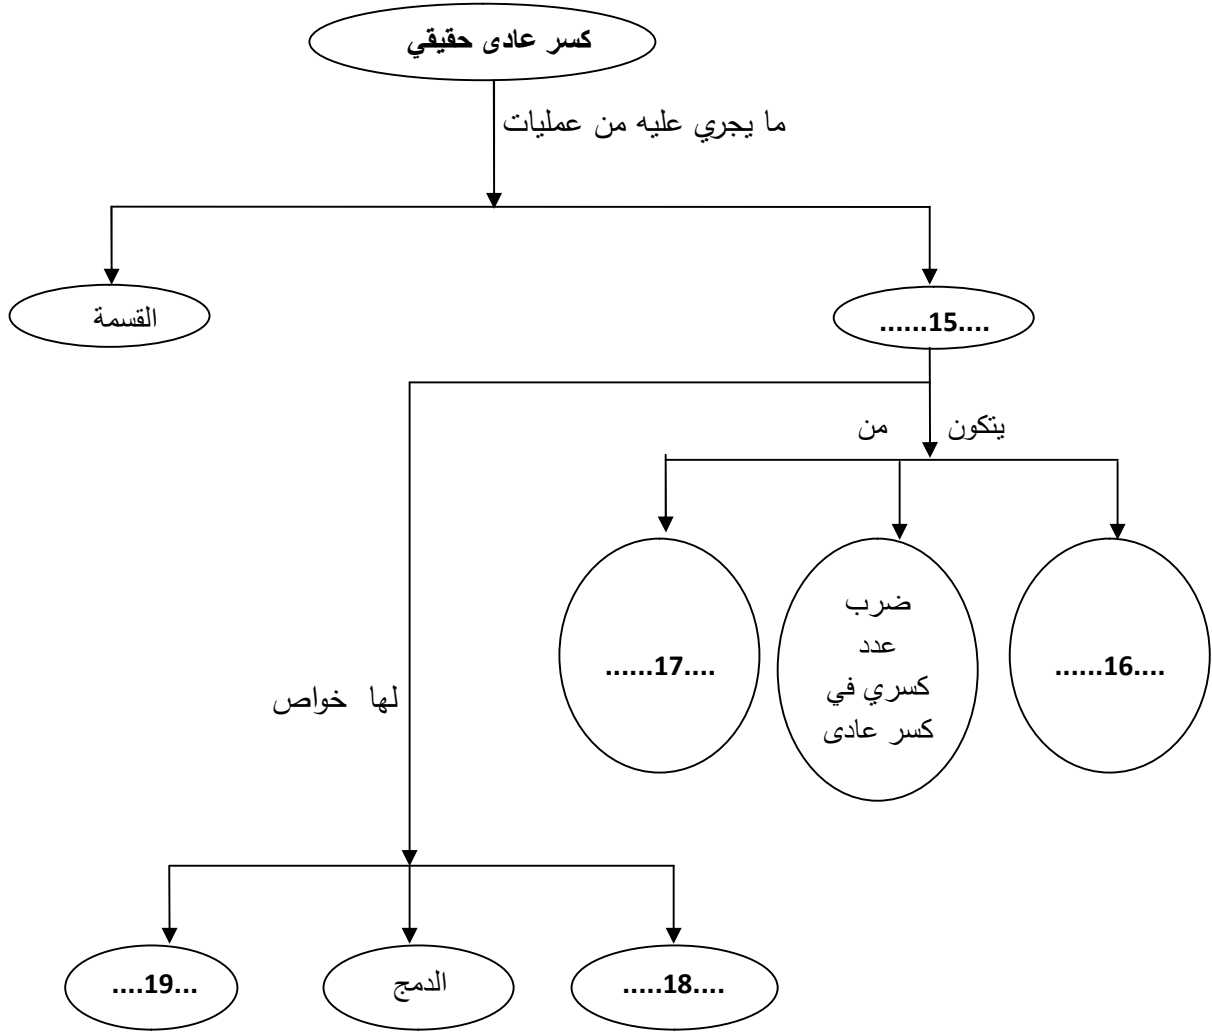 كسر عادى حقيقي
ما يجري عليه من عمليات
......15....
القسمة
يتكون من
......16....
ضرب
عدد
كسري في
كسر عادى
......17....
لها خواص
.....18....
الدمج
....19...